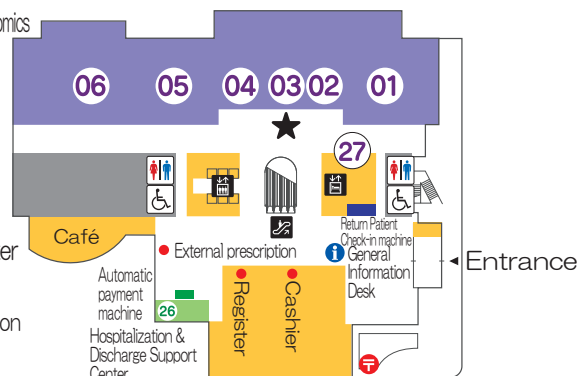 omics
06
05
04
03
02
01
27
Return Patient
Check-in machine
General
Information
Desk
Entrance
Café
External prescription
Automatic
payment
machine
26
Register
Cashier
Hospitalization &
Discharge Support
Center
ter
on
〒